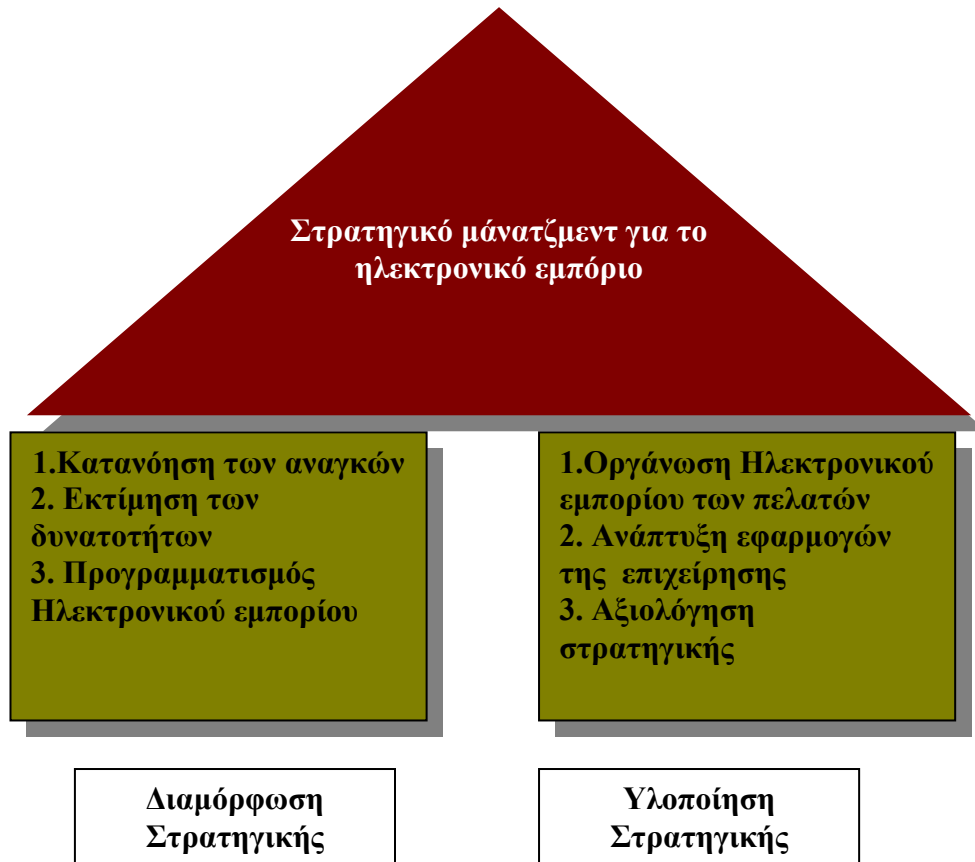 Στρατηγικό μάνατζμεντ για το
ηλεκτρονικό εμπόριο
1.Κατανόηση των αναγκών
2. Εκτίμηση των
δυνατοτήτων
3. Προγραμματισμός
Ηλεκτρονικού εμπορίου
1.Οργάνωση Ηλεκτρονικού
εμπορίου των πελατών
2. Ανάπτυξη εφαρμογών
της επιχείρησης
3. Αξιολόγηση
στρατηγικής
Διαμόρφωση
Στρατηγικής
Υλοποίηση
Στρατηγικής